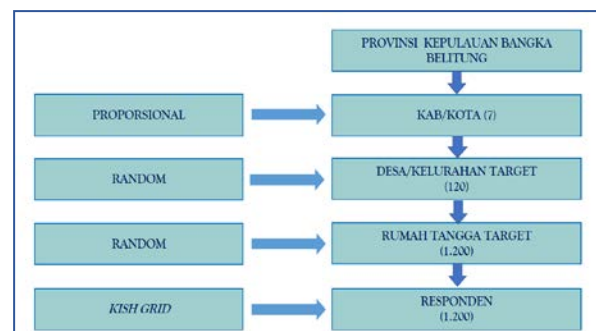 PROVINSI KEPULAUAN BANGKA
BELITUNG
PROPORSIONAL
KAB/KOTA (7)
RANDOM
DESA/KELURAHAN TARGET
(120)
RANDOM
RUMAH TANGGA TARGET
(1.200)
KISH GRID
RESPONDEN
(1.200)